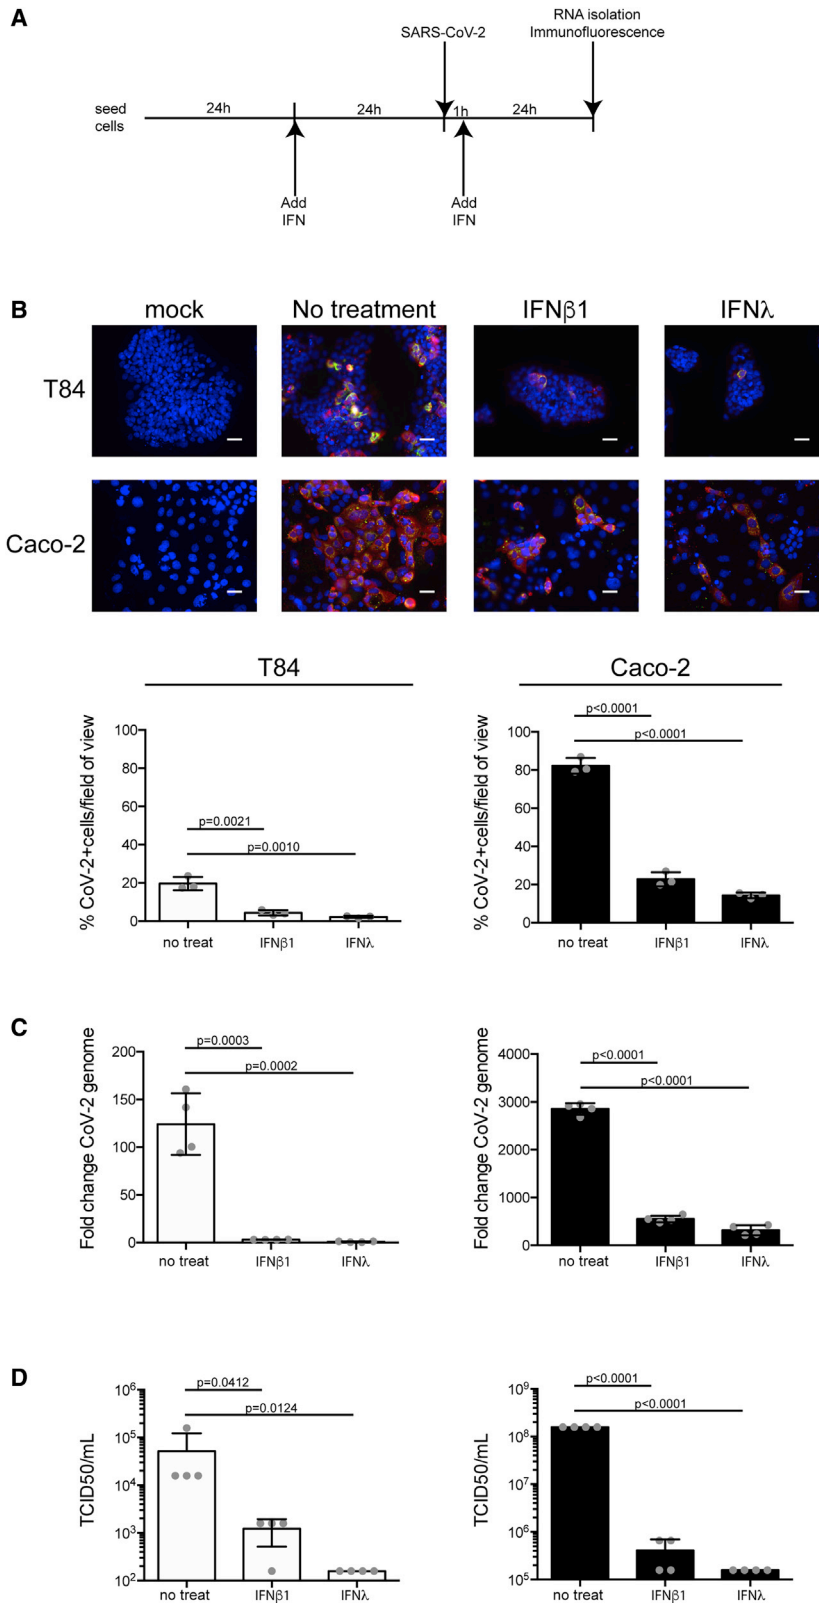 A
SARS-CoV-2
RNA isolation
Immunofluorescence
seed
cells
24h
24h
1h
24h
Add
IFN
Add
IFN
B
mock
No treatment
IFNβ1
IFNλ
T84
Caco-2
T84
% CoV-2+cells/field of view
100
80
60
40
20
0
p=0.0021
p=0.0010
no treat
IFNβ1
IFNλ
Caco-2
% CoV-2+cells/field of view
100
80
60
40
20
0
p<0.0001
p<0.0001
no treat
IFNβ1
IFNλ
C
Fold change CoV-2 genome
200
150
100
50
0
p=0.0003
p=0.0002
no treat
IFNβ1
IFNλ
Fold change CoV-2 genome
4000
3000
2000
1000
0
p<0.0001
p<0.0001
no treat
IFNβ1
IFNλ
D
TCID50/mL
10⁶
10⁵
10⁴
10³
10²
p=0.0412
p=0.0124
no treat
IFNβ1
IFNλ
TCID50/mL
10⁹
10⁸
10⁷
10⁶
10⁵
p<0.0001
p<0.0001
no treat
IFNβ1
IFNλ